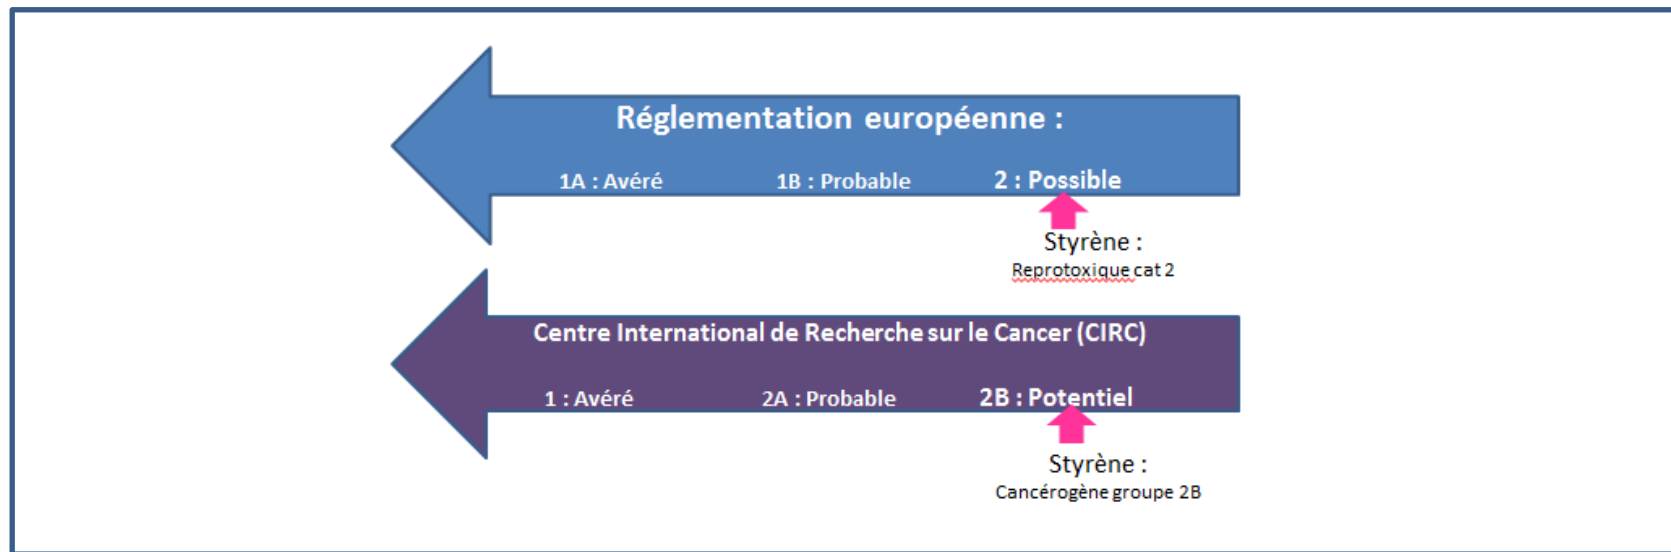 Réglementation européenne :
1A : Avéré 1B : Probable 2 : Possible
Styrène :
Reprotoxique cat 2
Centre International de Recherche sur le Cancer (CIRC)
1 : Avéré 2A : Probable 2B : Potentiel
Styrène :
Cancérogène groupe 2B